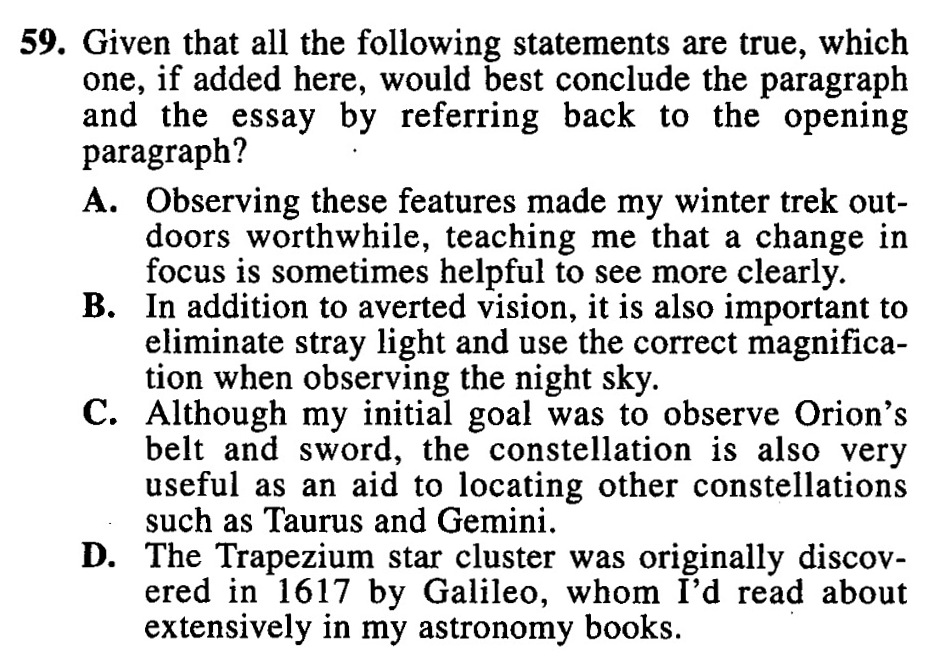 59. Given that all the following statements are true, which
one, if added here, would best conclude the paragraph
and the essay by referring back to the opening
paragraph?
A. Observing these features made my winter trek out-
doors worthwhile, teaching me that a change in
focus is sometimes helpful to see more clearly.
B. In addition to averted vision, it is also important to
eliminate stray light and use the correct magnifica-
tion when observing the night sky.
C. Although my initial goal was to observe Orion's
belt and sword, the constellation is also very
useful as an aid to locating other constellations
such as Taurus and Gemini.
D. The Trapezium star cluster was originally discov-
ered in 1617 by Galileo, whom I'd read about
extensively in my astronomy books.